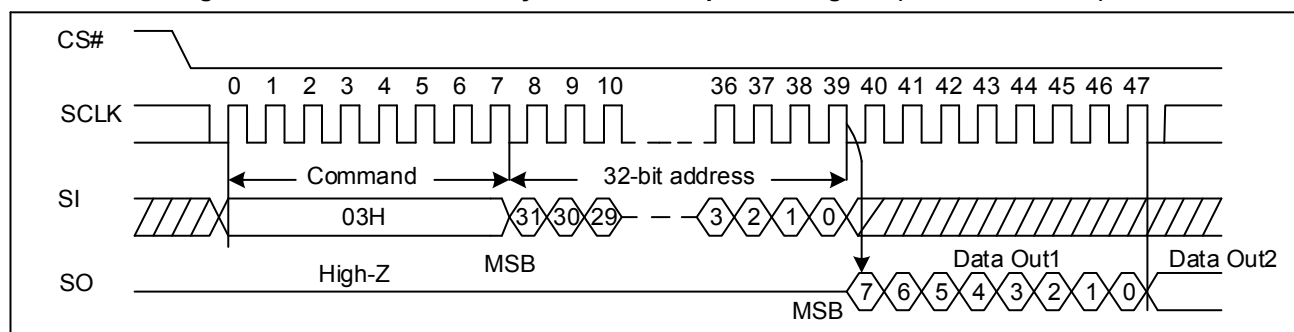 CS#
0 1 2 3 4 5 6 7 8 9 10 36 37 38 39 40 41 42 43 44 45 46 47
SCLK
Command 32-bit address
SI
03H 31 30 29 3 2 1 0
MSB
High-Z
Data Out1 Data Out2
SO
7 6 5 4 3 2 1 0
MSB